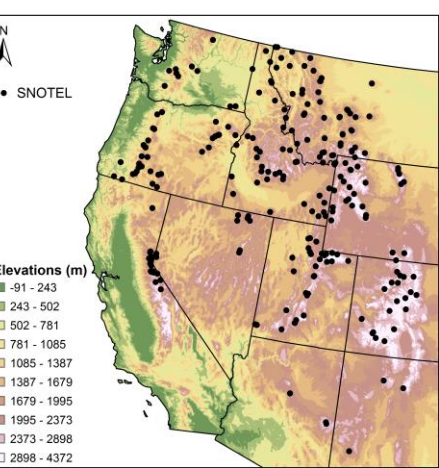 N
SNOTEL
Elevations (m)
-91 - 243
243 - 502
502 - 781
781 - 1085
1085 - 1387
1387 - 1679
1679 - 1995
1995 - 2373
2373 - 2898
2898 - 4372